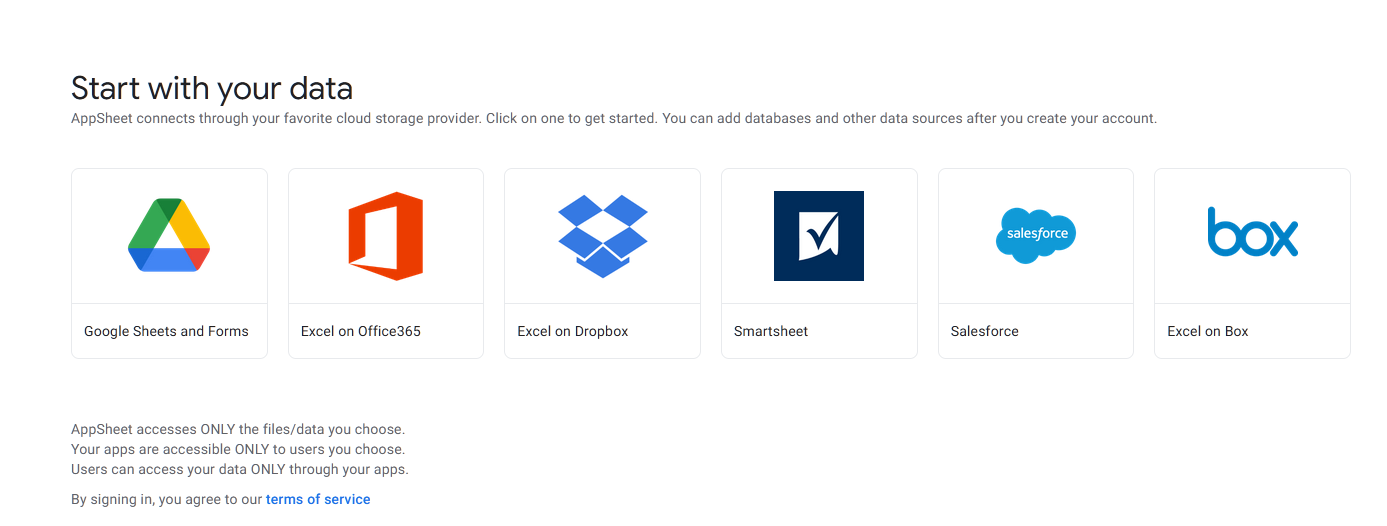 Start with your data
AppSheet connects through your favorite cloud storage provider. Click on one to get started. You can add databases and other data sources after you create your account.
salesforce
box
Google Sheets and Forms
Excel on Office365
Excel on Dropbox
Smartsheet
Salesforce
Excel on Box
AppSheet accesses ONLY the files/data you choose.
Your apps are accessible ONLY to users you choose.
Users can access your data ONLY through your apps.
By signing in, you agree to our terms of service